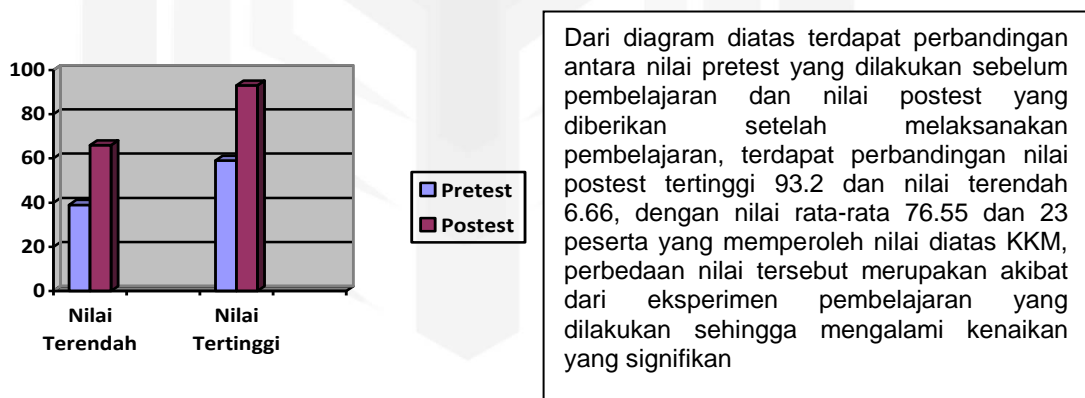 100
80
60
40
20
0
Nilai
Terendah
Nilai
Tertinggi
Pretest
Postest
Dari diagram diatas terdapat perbandingan
antara nilai pretest yang dilakukan sebelum
pembelajaran dan nilai postest yang
diberikan setelah melaksanakan
pembelajaran, terdapat perbandingan nilai
postest tertinggi 93.2 dan nilai terendah
6.66, dengan nilai rata-rata 76.55 dan 23
peserta yang memperoleh nilai diatas KKM,
perbedaan nilai tersebut merupakan akibat
dari eksperimen pembelajaran yang
dilakukan sehingga mengalami kenaikan
yang signifikan